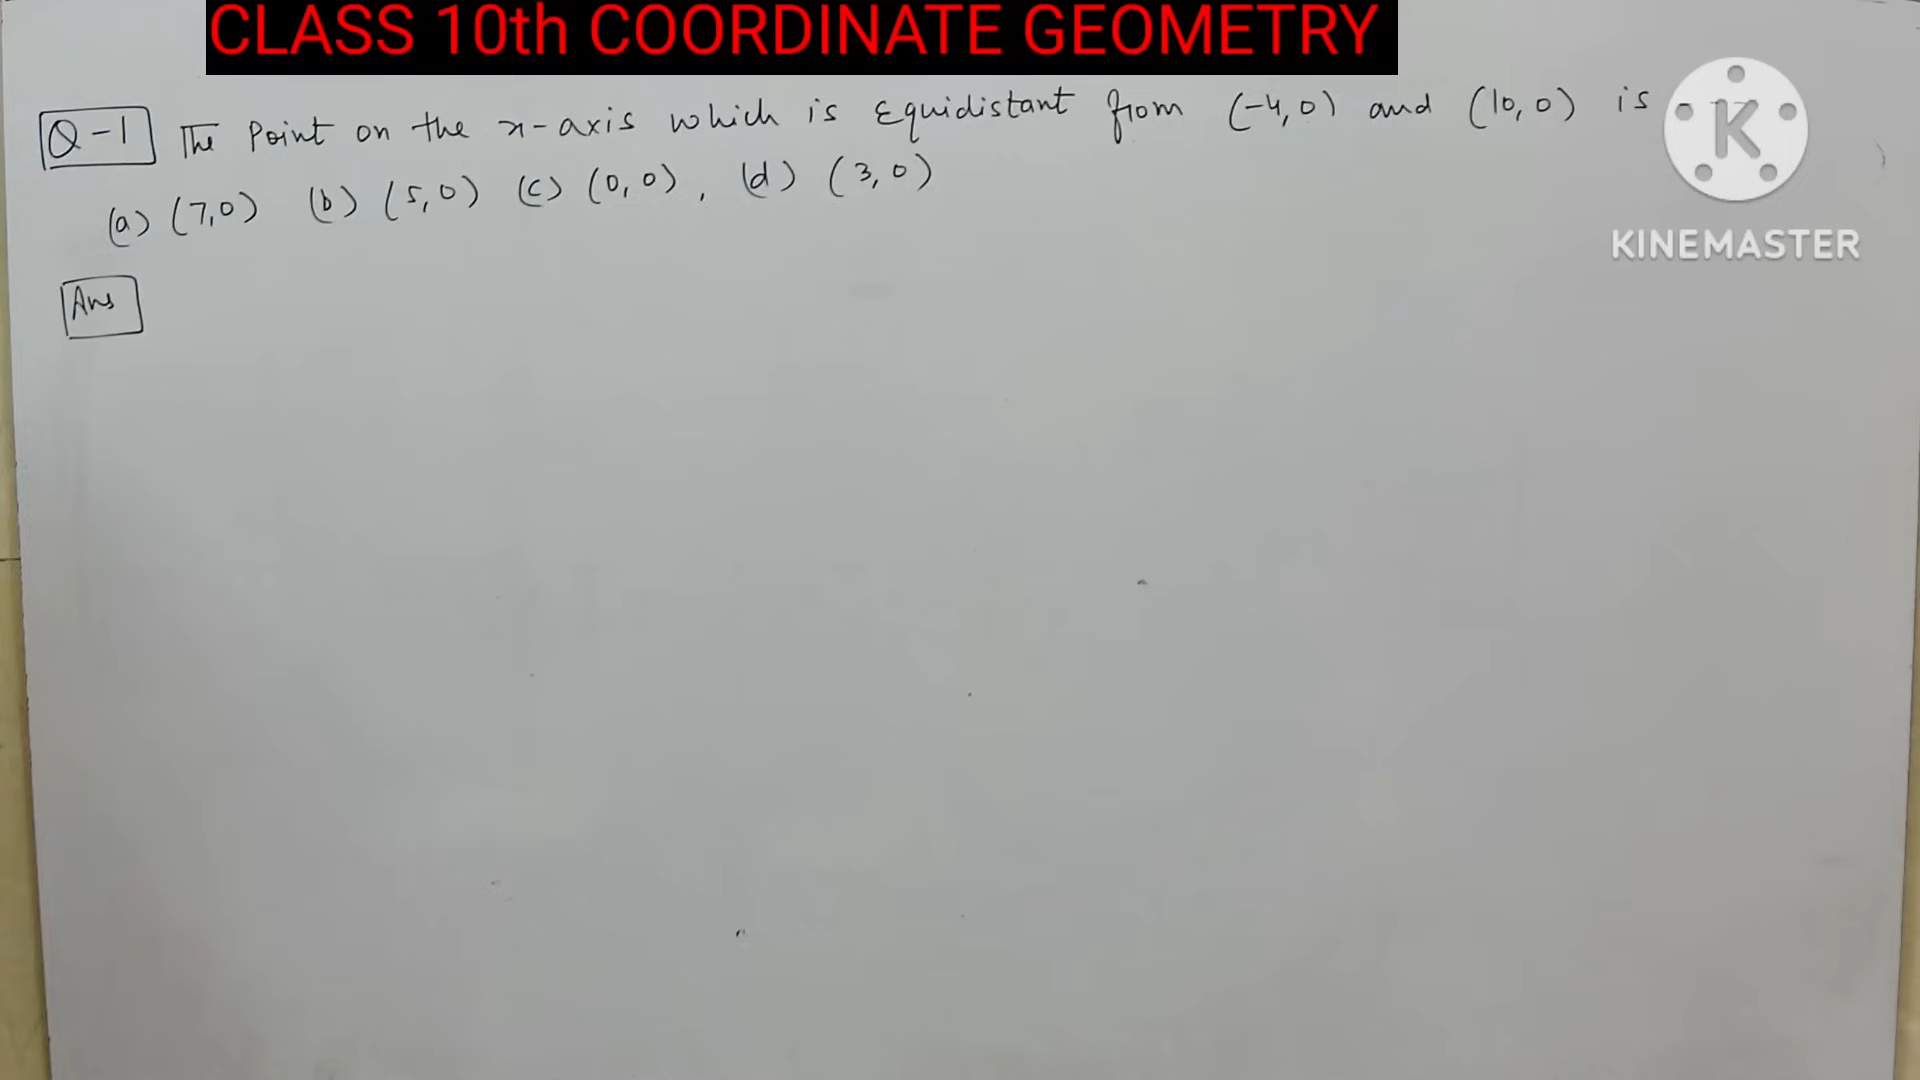 CLASS 10th COORDINATE GEOMETRY
Q-1 The Point on the x-axis which is Equidistant from (-4,0) and (10,0) is
(a) (7,0) (b) (5,0) (c) (0,0), (d) (3,0)
Ans
K
KINEMASTER